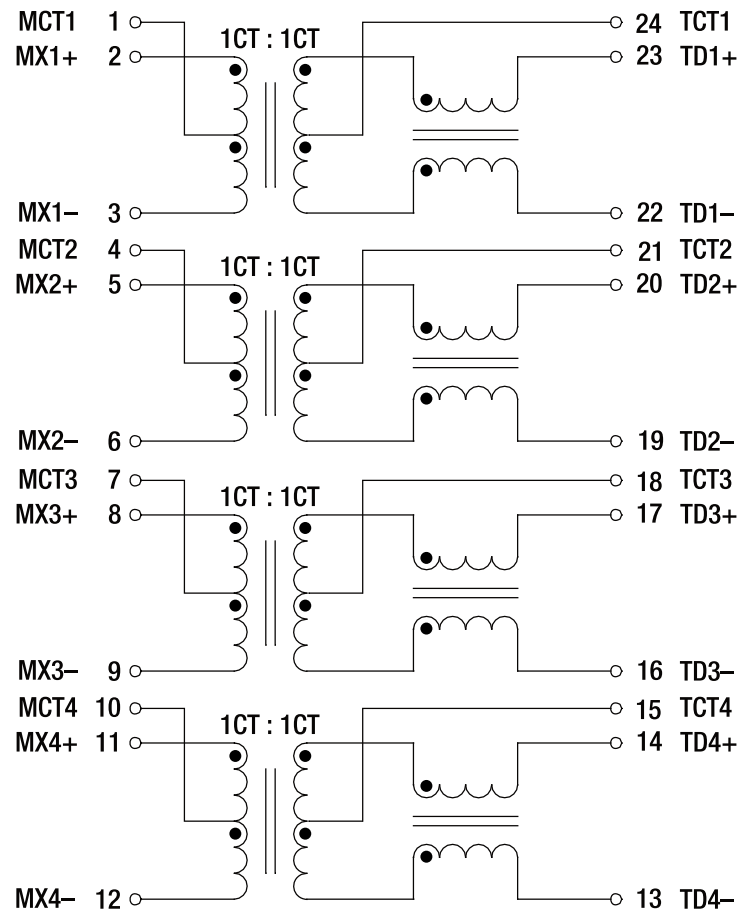 MCT1 1 24 TCT1
1CT : 1CT
MX1+ 2 23 TD1+
MX1– 3 22 TD1–
MCT2 4 21 TCT2
1CT : 1CT
MX2+ 5 20 TD2+
MX2– 6 19 TD2–
MCT3 7 18 TCT3
1CT : 1CT
MX3+ 8 17 TD3+
MX3– 9 16 TD3–
MCT4 10 15 TCT4
1CT : 1CT
MX4+ 11 14 TD4+
MX4– 12 13 TD4–